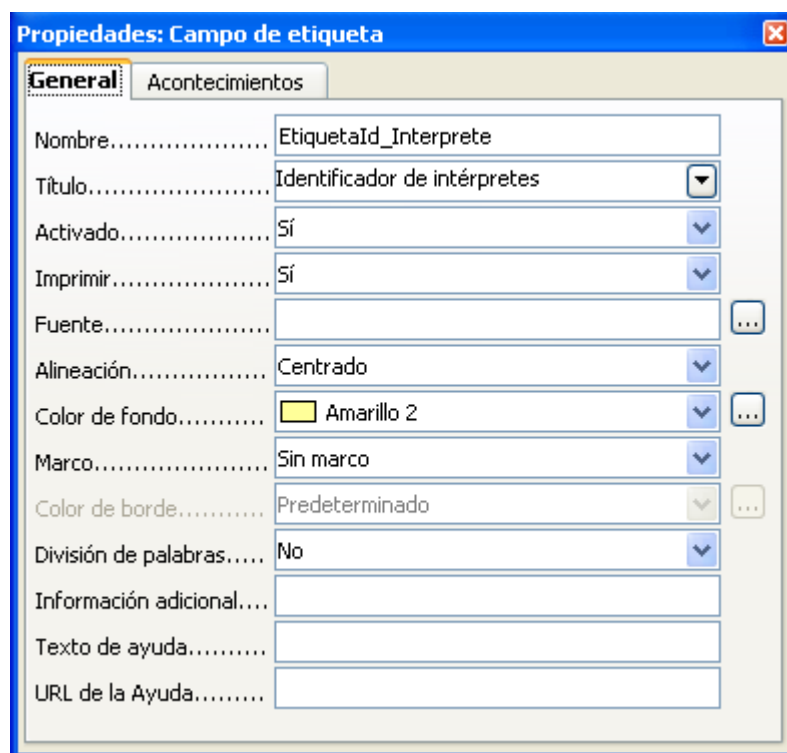 Propiedades: Campo de etiqueta
General Acontecimientos
Nombre.................... EtiquetaId_Interprete
Título...................... Identificador de intérpretes
Activado................... Sí
Imprimir.................... Sí
Fuente..................... ...
Alineación................. Centrado
Color de fondo........... Amarillo 2 ...
Marco...................... Sin marco
Color de borde........... Predeterminado ...
División de palabras..... No
Información adicional....
Texto de ayuda..........
URL de la Ayuda.........